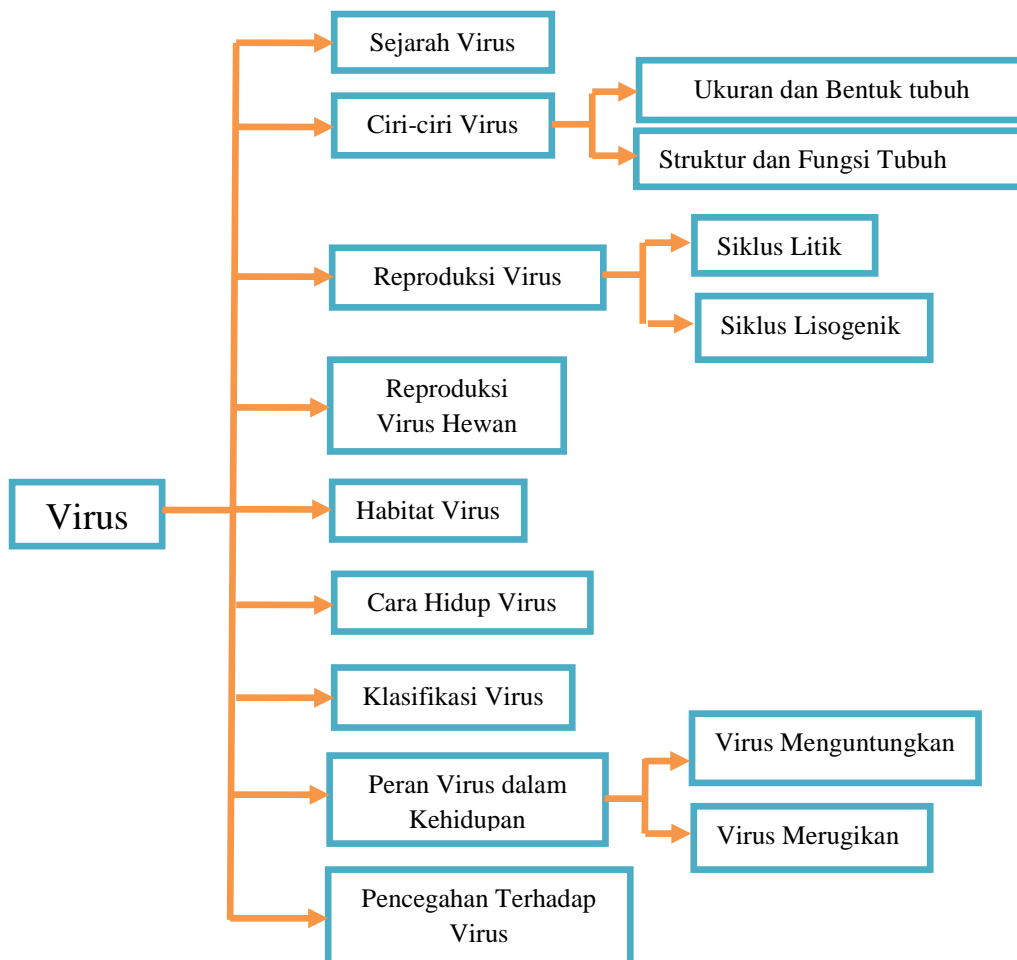 Sejarah Virus
Ciri-ciri Virus
Ukuran dan Bentuk tubuh
Struktur dan Fungsi Tubuh
Reproduksi Virus
Siklus Litik
Siklus Lisogenik
Reproduksi
Virus Hewan
Virus
Habitat Virus
Cara Hidup Virus
Klasifikasi Virus
Peran Virus dalam
Kehidupan
Virus Menguntungkan
Virus Merugikan
Pencegahan Terhadap
Virus